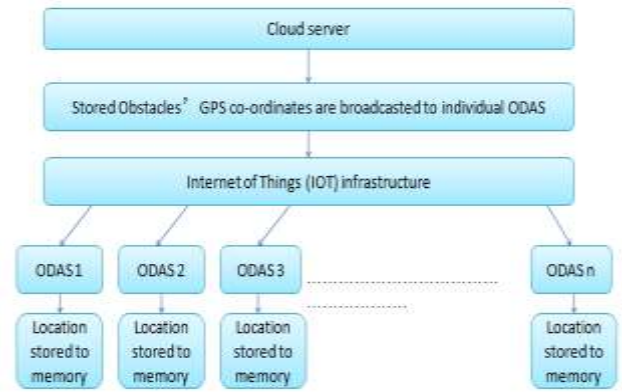 Cloud server
Stored Obstacles’ GPS co-ordinates are broadcasted to individual ODAS
Internet of Things (IOT) infrastructure
ODAS 1
ODAS 2
ODAS 3
ODAS n
Location
stored to
memory
Location
stored to
memory
Location
stored to
memory
Location
stored to
memory